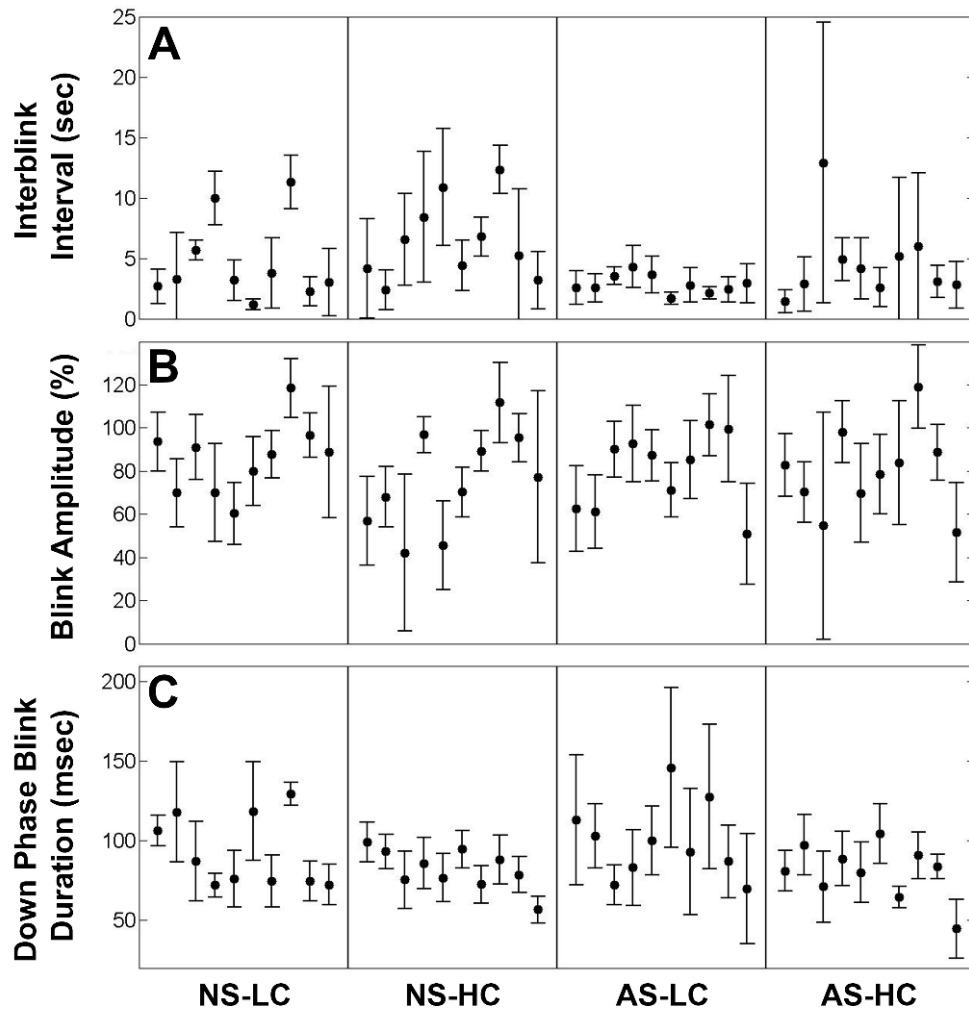 A
Interblink
Interval (sec)
25
20
15
10
5
0
B
Blink Amplitude (%)
120
100
80
60
40
20
0
C
Down Phase Blink
Duration (msec)
200
150
100
50
NS-LC NS-HC AS-LC AS-HC